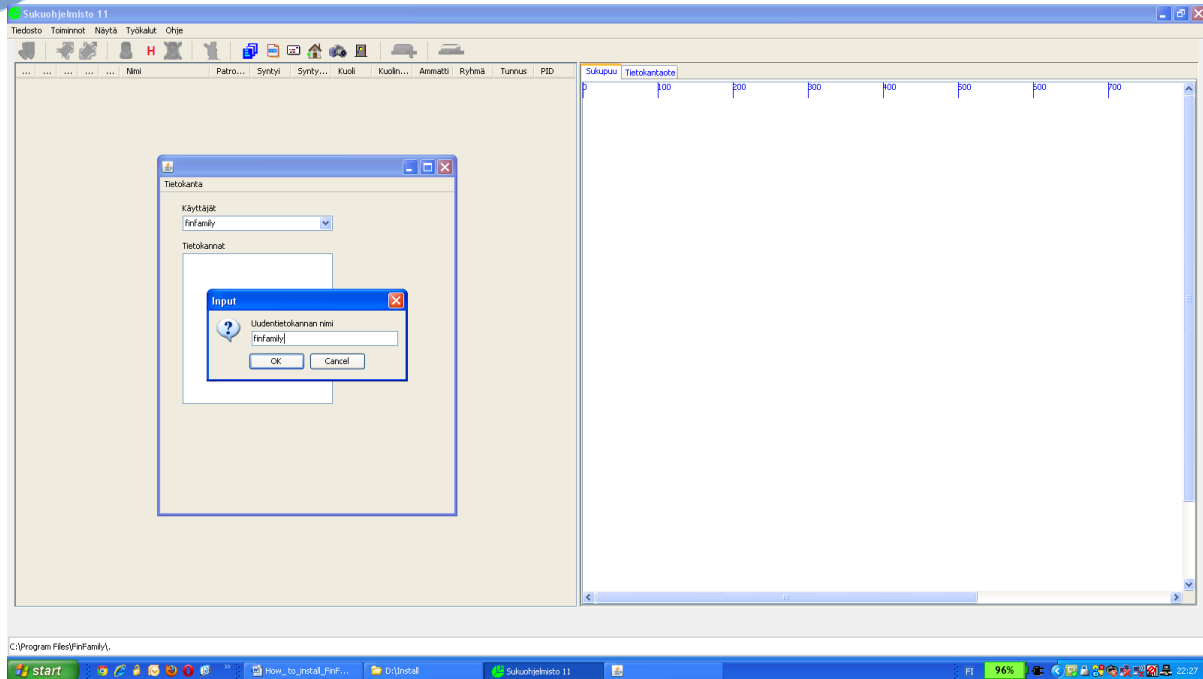 Sukuohjelmisto 11
Tiedosto Toiminnot Näytä Työkalut Ohje
H
... ... ... ... ... Nimi Patro... Syntyi Synty... Kuoli Kuolin... Ammatti Ryhmä Tunnus PID
Sukupuu Tietokantaote
0 100 200 300 400 500 600 700
Tietokanta
Käyttäjät
finfamily
Tietokannat
Input
Uudentietokannan nimi
finfamily
OK Cancel
C:\Program Files\FinFamily\.
start How_to_install_FinF... D:\Install Sukuohjelmisto 11 FI 96% 22:27